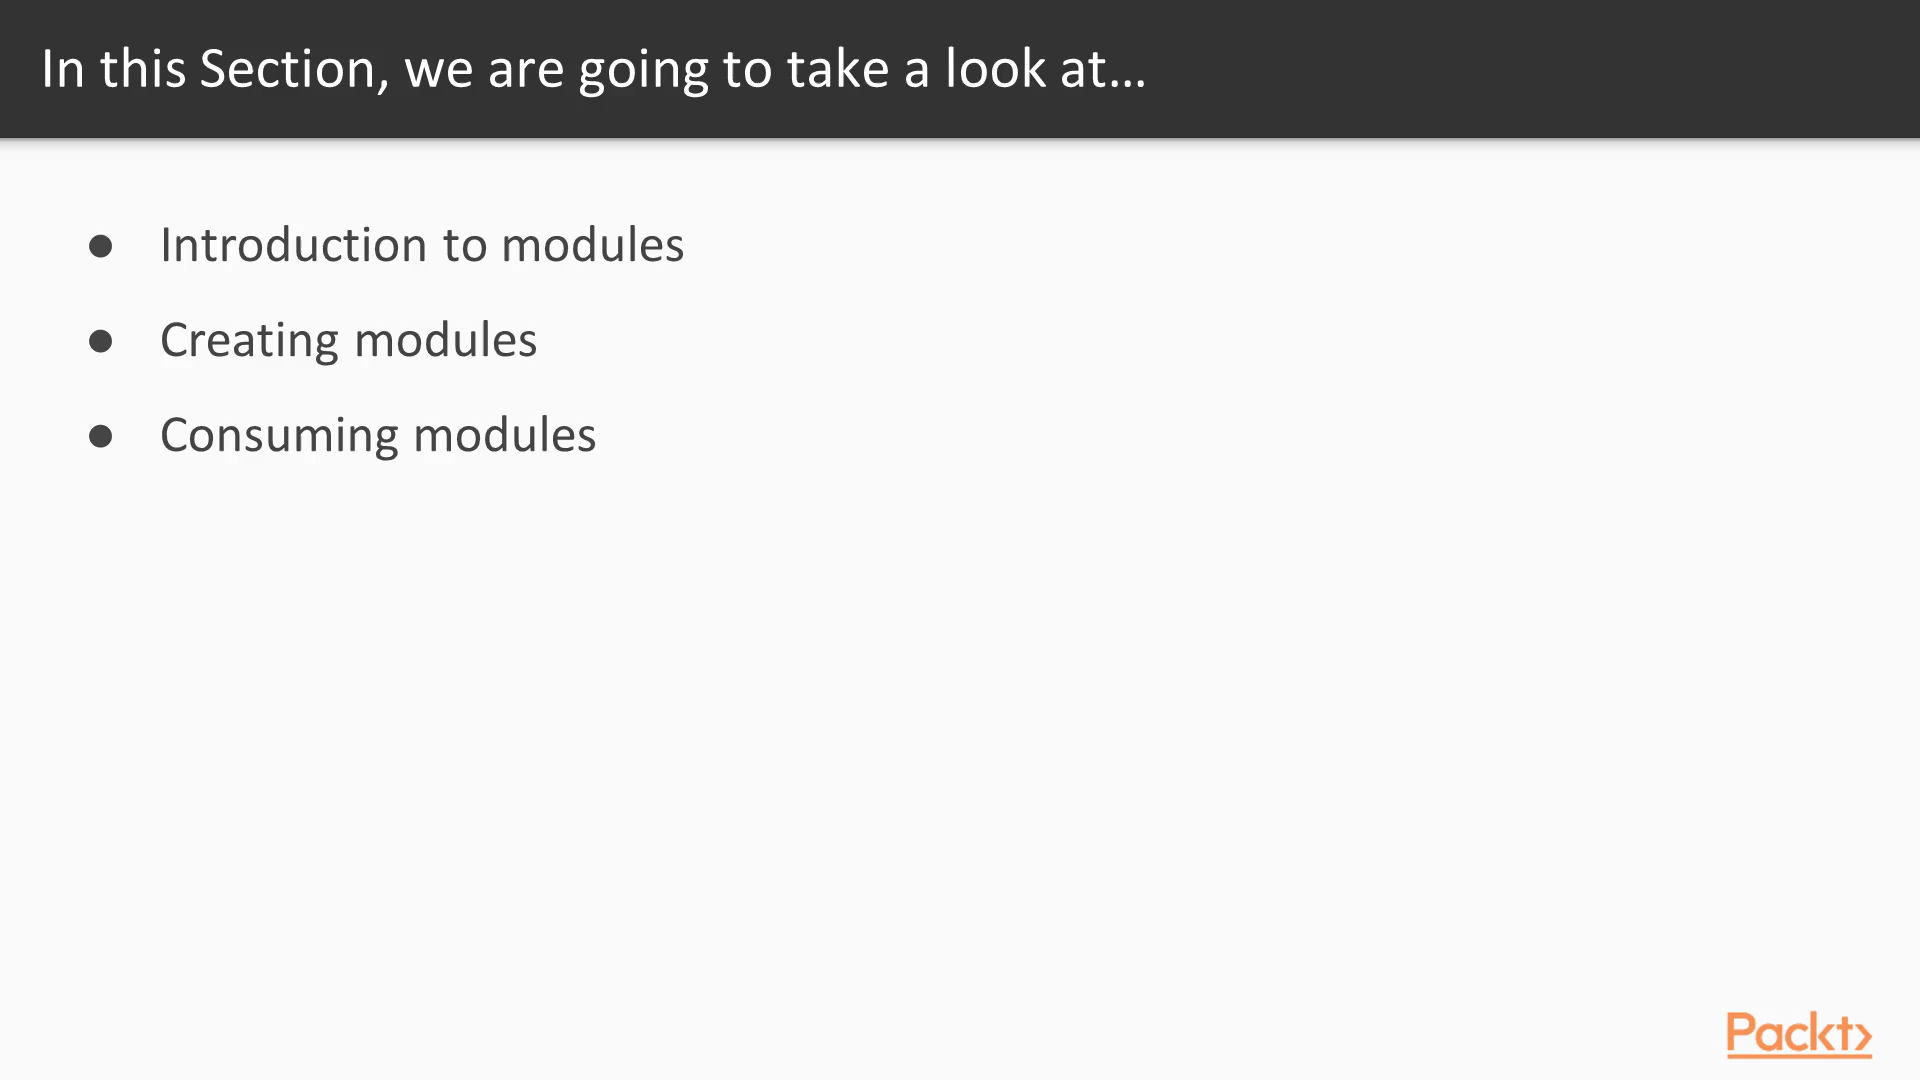 In this Section, we are going to take a look at...
● Introduction to modules
● Creating modules
● Consuming modules
Packt>